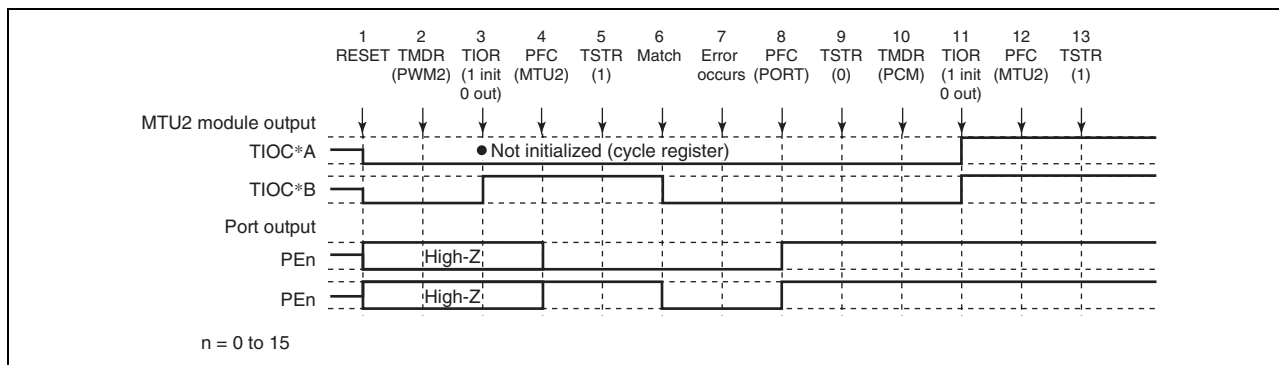 1 2 3 4 5 6 7 8 9 10 11 12 13
RESET TMDR TIOR PFC TSTR Match Error PFC TSTR TMDR TIOR PFC TSTR
(PWM2) (1 init (MTU2) (1) occurs (PORT) (0) (PCM) (1 init (MTU2) (1)
0 out) 0 out)
MTU2 module output
TIOC*A ● Not initialized (cycle register)
TIOC*B
Port output
PEn High-Z
PEn High-Z
n = 0 to 15